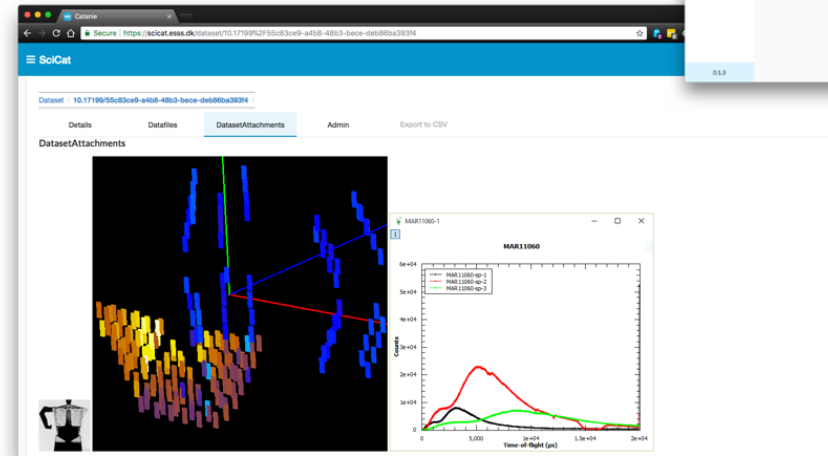 Catanie
Secure | https://scicat.esss.dk/dataset/10.17199%2F55c83ce9-a4b8-48b3-bece-deb86ba393f4
0.1.3
SciCat
Dataset / 10.17199/55c83ce9-a4b8-48b3-bece-deb86ba393f4 /
Details Datafiles DatasetAttachments Admin Export to CSV
DatasetAttachments
MAR11060-1
1
MAR11060
MAR11060-sp-1
MAR11060-sp-2
MAR11060-sp-3
6e+04
5e+04
4e+04
3e+04
2e+04
1e+04
0
Counts
0 5,000 1e+04 1.5e+04 2e+04
Time-of-flight (μs)